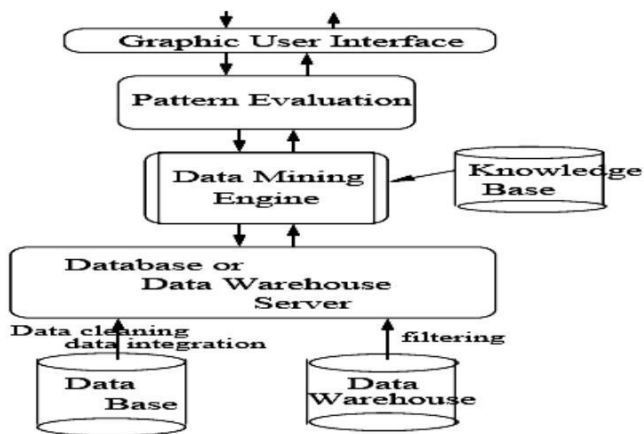 Graphic User Interface
Pattern Evaluation
Data Mining
Engine
Knowledge
Base
Database or
Data Warehouse
Server
Data cleaning
data integration
filtering
Data
Base
Data
Warehouse